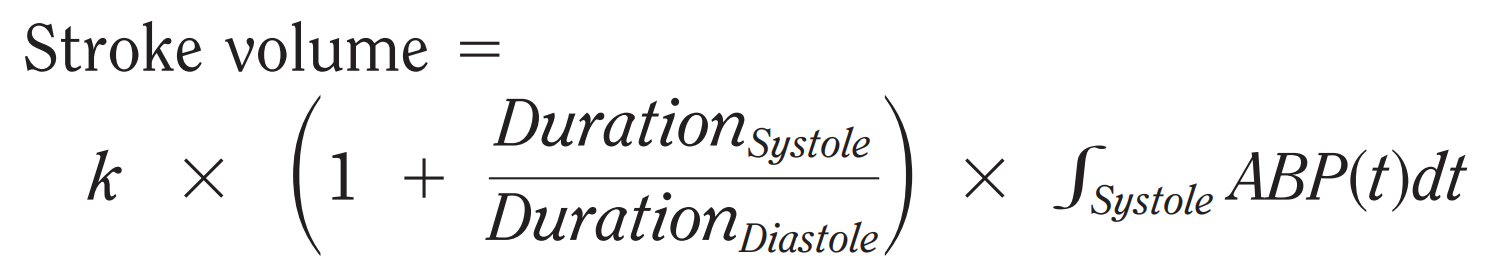 Stroke volume =
k × (1 + Duration_Systole / Duration_Diastole) × ∫_Systole ABP(t)dt